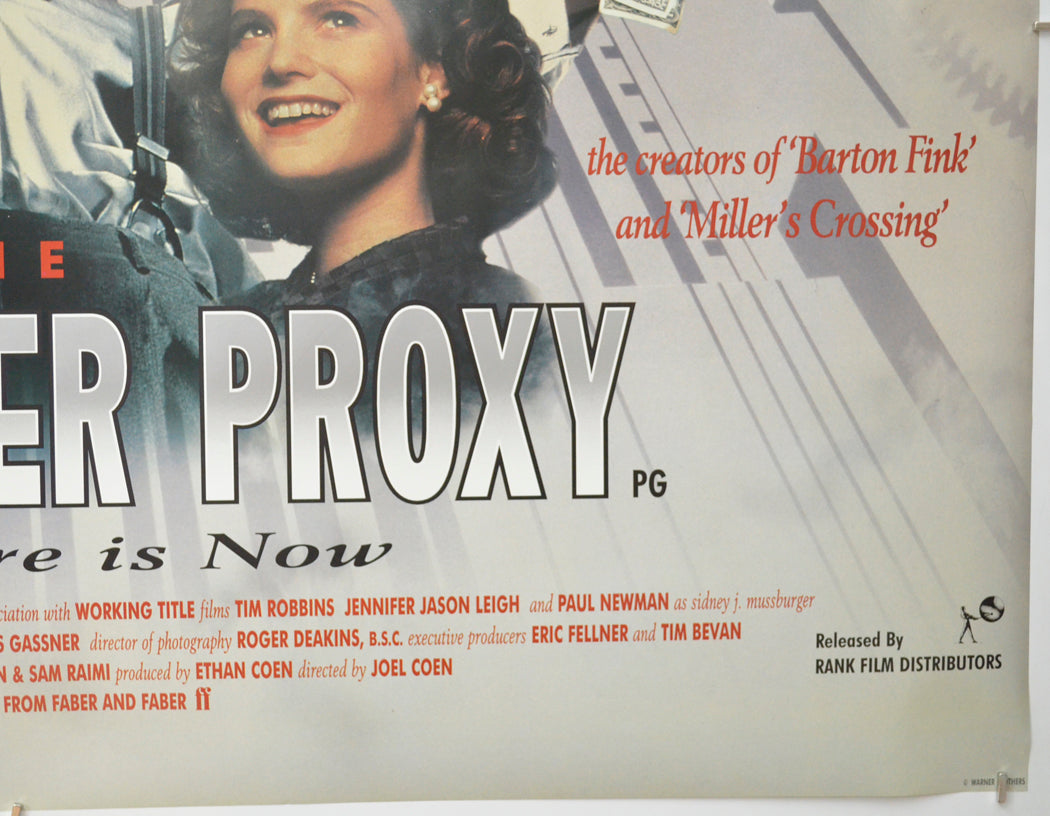 the creators of ‘Barton Fink’
and ‘Miller's Crossing’
HE
ER PROXY
PG
re is Now
ciation with WORKING TITLE films TIM ROBBINS JENNIFER JASON LEIGH and PAUL NEWMAN as sidney j. mussburger
S GASSNER director of photography ROGER DEAKINS, B.S.C. executive producers ERIC FELLNER and TIM BEVAN
N & SAM RAIMI produced by ETHAN COEN directed by JOEL COEN
FROM FABER AND FABER ff
Released By
RANK FILM DISTRIBUTORS
© WARNER